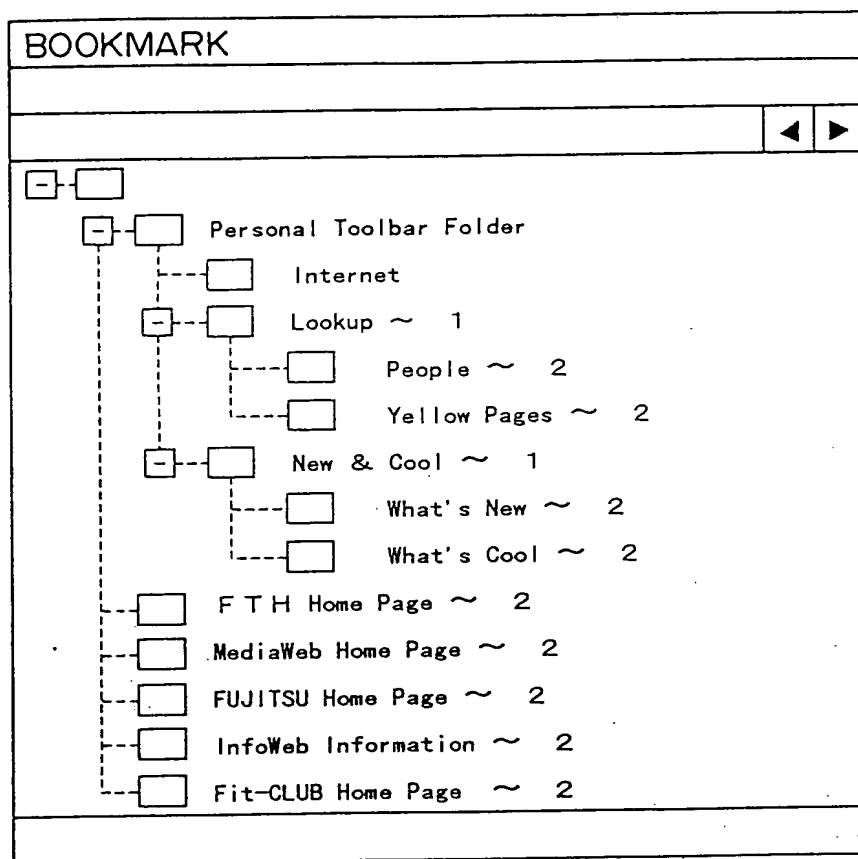 BOOKMARK
Personal Toolbar Folder
Internet
Lookup ~ 1
People ~ 2
Yellow Pages ~ 2
New & Cool ~ 1
What's New ~ 2
What's Cool ~ 2
F T H Home Page ~ 2
MediaWeb Home Page ~ 2
FUJITSU Home Page ~ 2
InfoWeb Information ~ 2
Fit-CLUB Home Page ~ 2